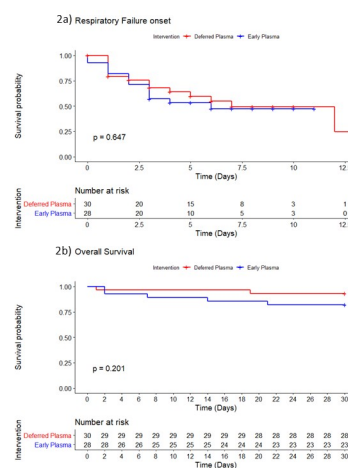 2a) Respiratory Failure onset
Intervention Deferred Plasma Early Plasma
Survival probability
1.00
0.75
0.50
0.25
0.00
p = 0.647
0 2.5 5 7.5 10 12.
Time (Days)
Number at risk
Intervention
Deferred Plasma 30 20 15 8 3 1
Early Plasma 28 20 10 5 3 0
0 2.5 5 7.5 10 12.
Time (Days)
2b) Overall Survival
Intervention Deferred Plasma Early Plasma
Survival probability
1.00
0.75
0.50
0.25
0.00
p = 0.201
0 2 4 6 8 10 12 14 16 18 20 22 24 26 28 30
Time (Days)
Number at risk
Intervention
Deferred Plasma 30 29 29 29 29 29 29 29 29 29 28 28 28 28 28 28
Early Plasma 28 28 26 26 25 25 25 25 24 24 24 23 23 23 23 23
0 2 4 6 8 10 12 14 16 18 20 22 24 26 28 30
Time (Days)